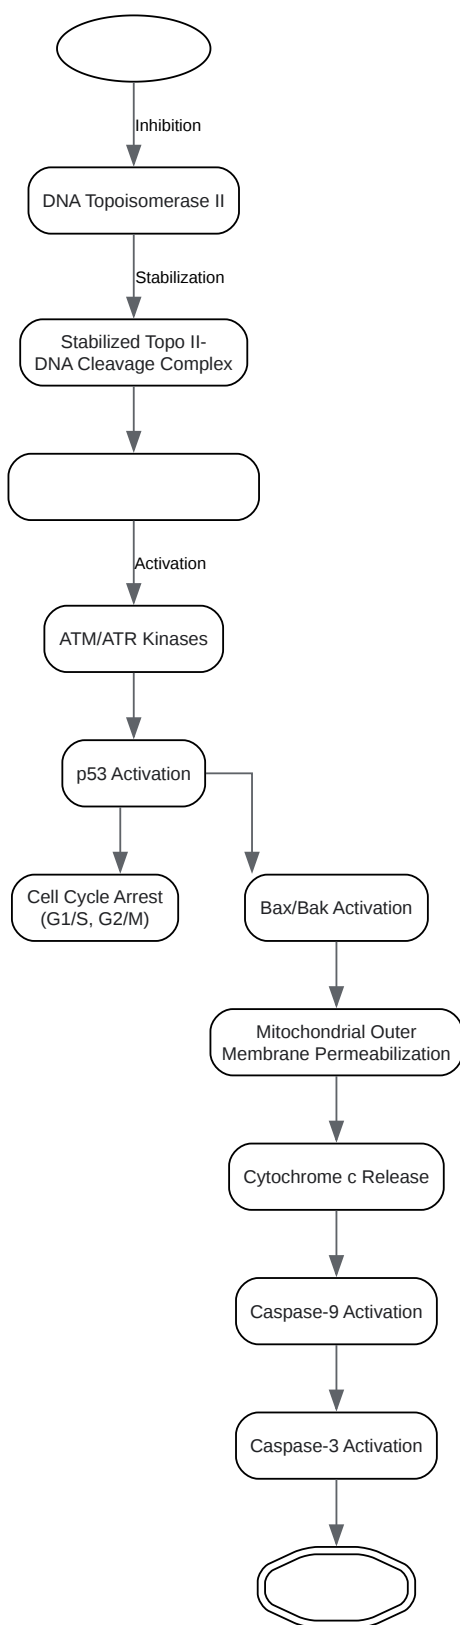 Inhibition
DNA Topoisomerase II
Stabilization
Stabilized Topo II-
DNA Cleavage Complex
Activation
ATM/ATR Kinases
p53 Activation
Cell Cycle Arrest
(G1/S, G2/M)
Bax/Bak Activation
Mitochondrial Outer
Membrane Permeabilization
Cytochrome c Release
Caspase-9 Activation
Caspase-3 Activation